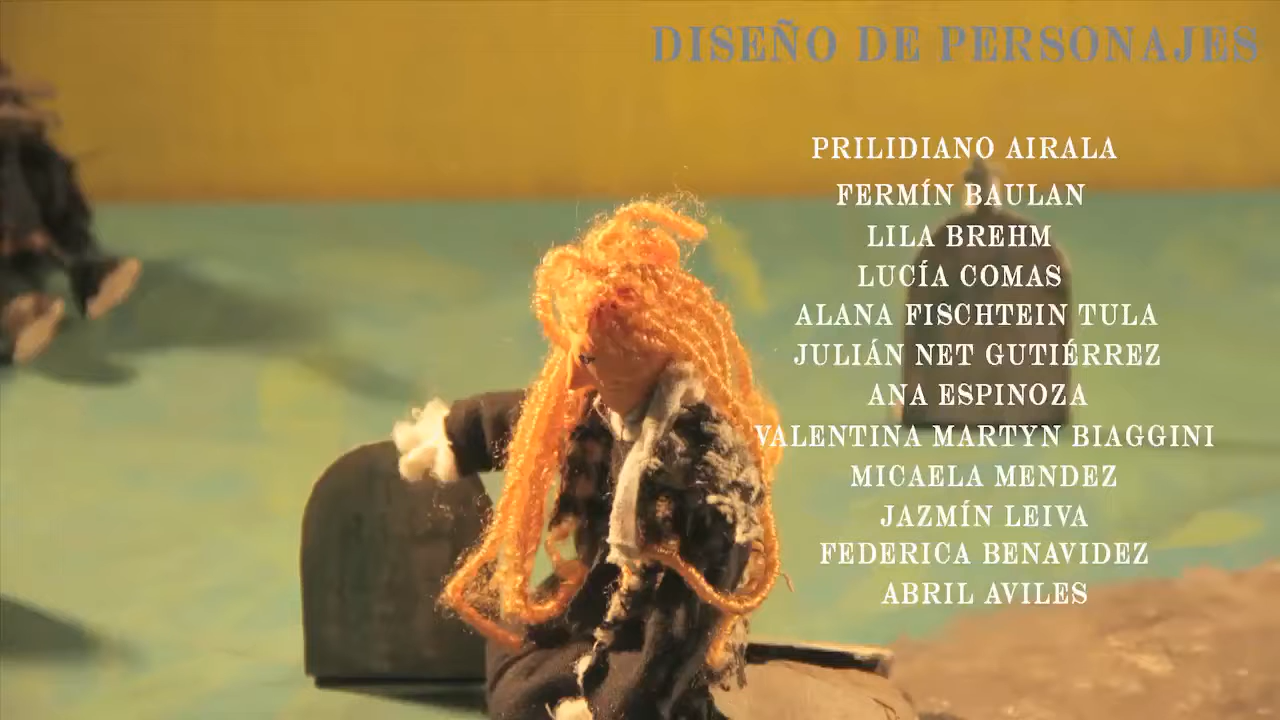 DISEÑO DE PERSONAJES
PRILIDIANO AIRALA
FERMÍN BAULAN
LILA BREHM
LUCÍA COMAS
ALANA FISCHTEIN TULA
JULIÁN NET GUTIÉRREZ
ANA ESPINOZA
VALENTINA MARTYN BIAGGINI
MICAELA MENDEZ
JAZMÍN LEIVA
FEDERICA BENAVIDEZ
ABRIL AVILES